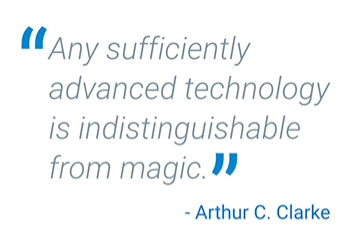 “Any sufficiently
advanced technology
is indistinguishable
from magic.”
- Arthur C. Clarke